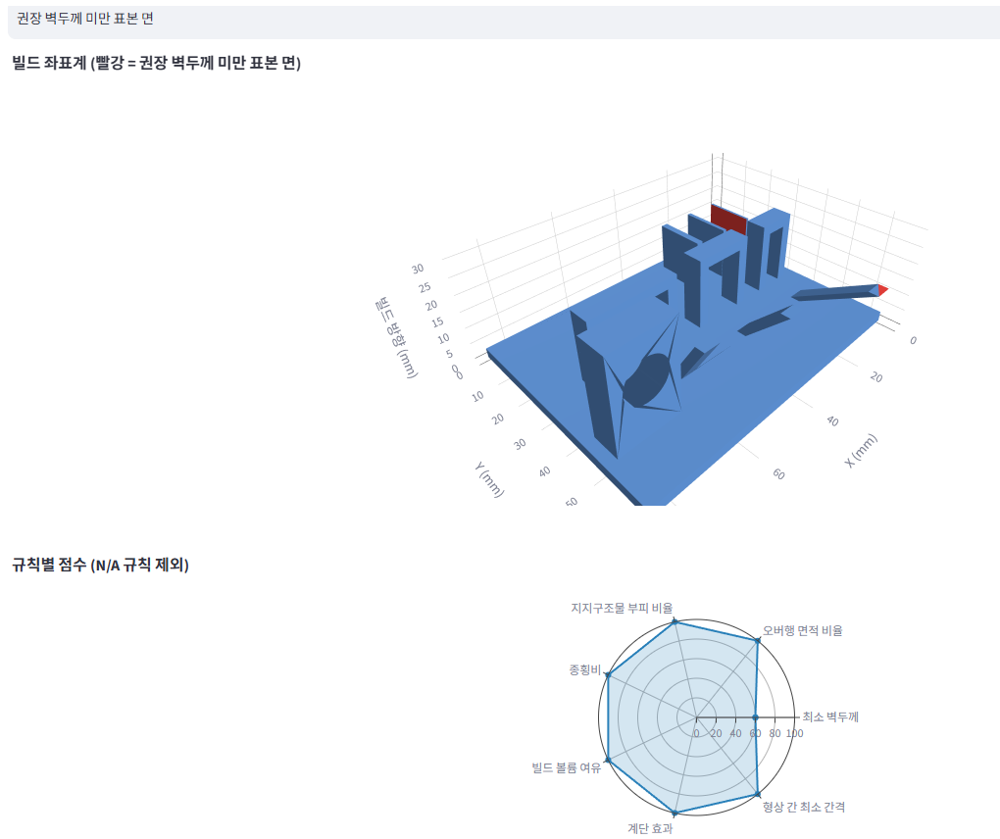 권장 벽두께 미만 표본 면
빌드 좌표계 (빨강 = 권장 벽두께 미만 표본 면)
30
25
20
15
10
5
0
빌드 방향 (mm)
0
10
20
30
40
50
Y (mm)
0
20
40
60
X (mm)
규칙별 점수 (N/A 규칙 제외)
지지구조물 부피 비율
오버행 면적 비율
종횡비
최소 벽두께
0 20 40 60 80 100
빌드 볼륨 여유
형상 간 최소 간격
계단 효과